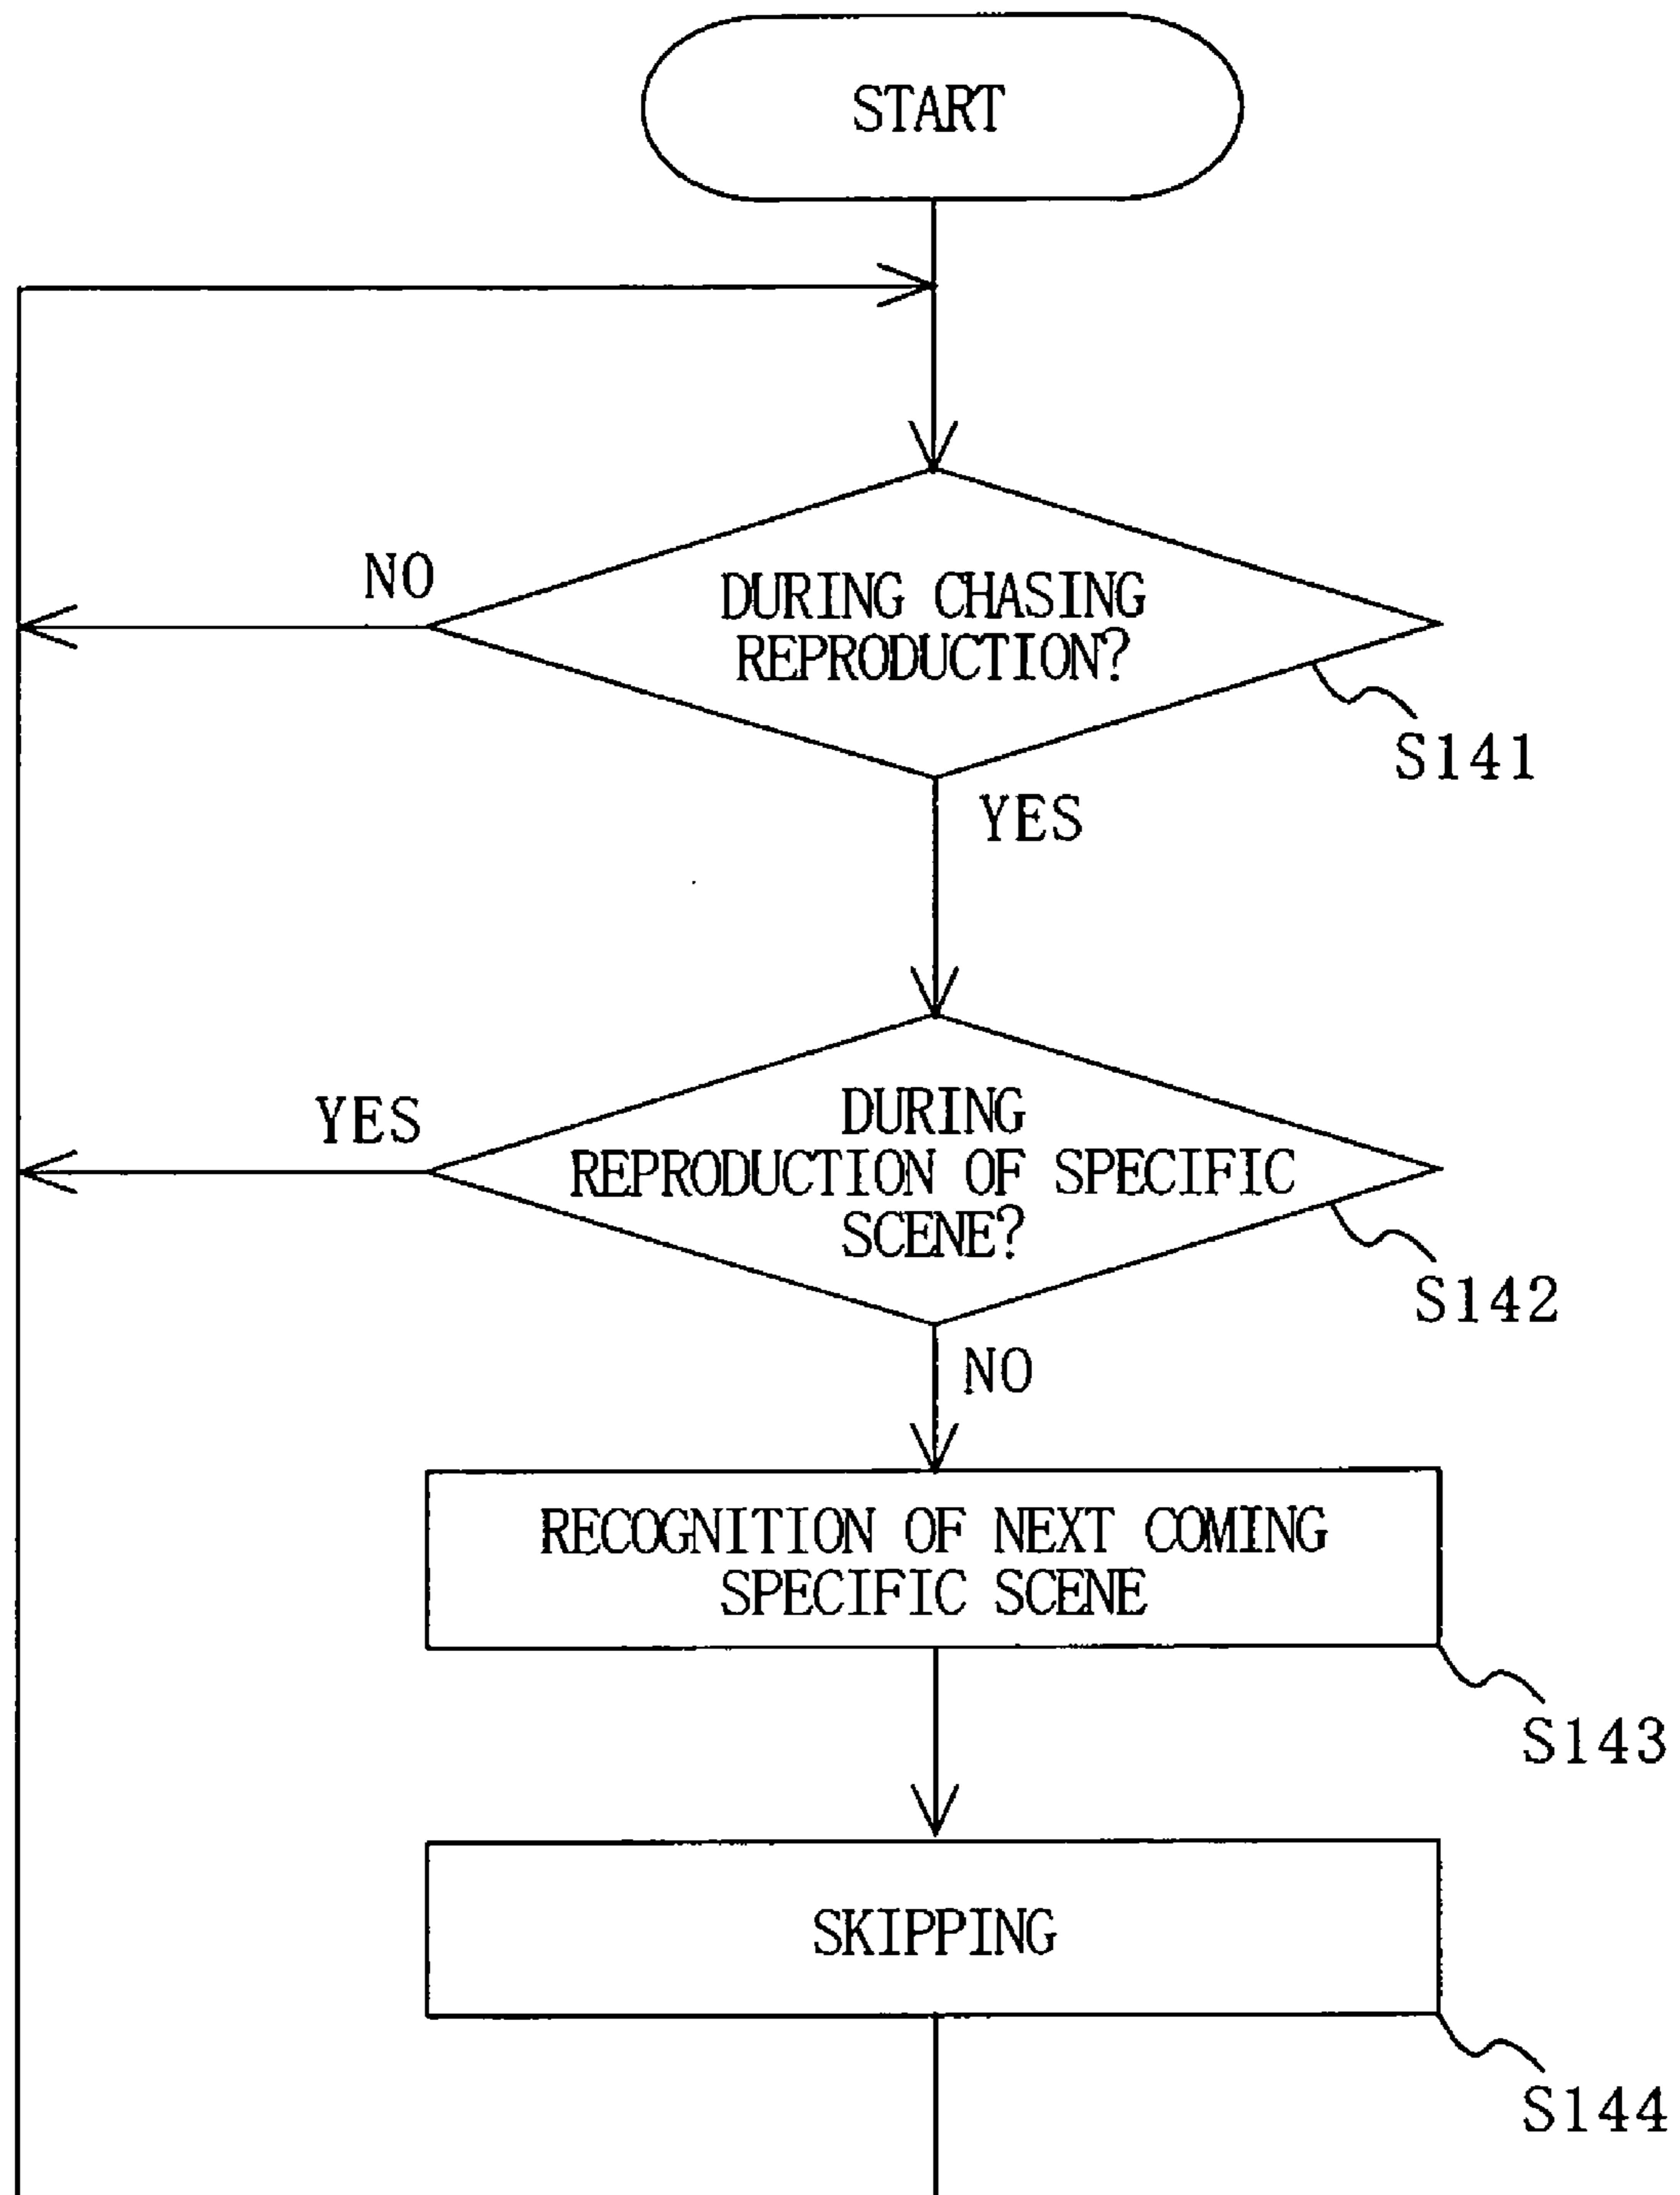 START
NO
DURING CHASING
REPRODUCTION?
S141
YES
YES
DURING
REPRODUCTION OF SPECIFIC
SCENE?
S142
NO
RECOGNITION OF NEXT COMING
SPECIFIC SCENE
S143
SKIPPING
S144